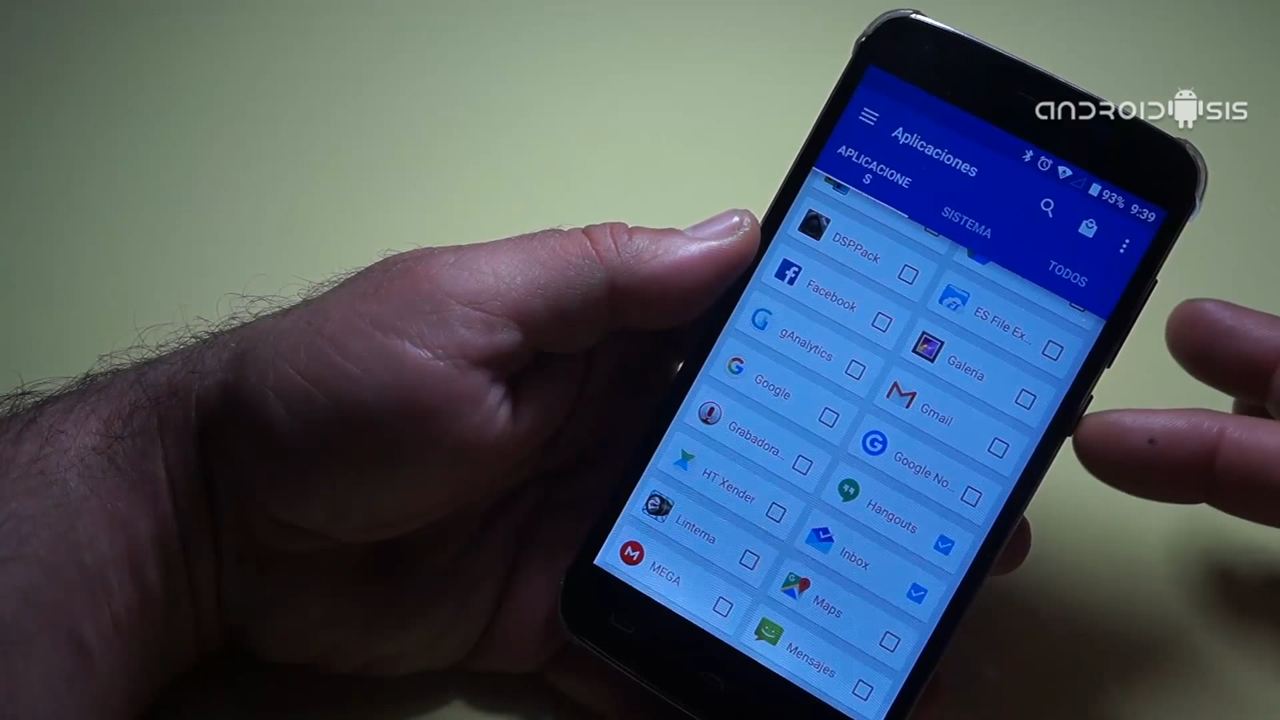 ANDROIDSIS
93% 9:39
Aplicaciones
APLICACIONE
S
SISTEMA
TODOS
DSPPack
ES File Ex...
Facebook
Galería
gAnalytics
Gmail
Google
Google No...
Grabadora...
Hangouts
HT Xender
Inbox
Linterna
Maps
MEGA
Mensajes